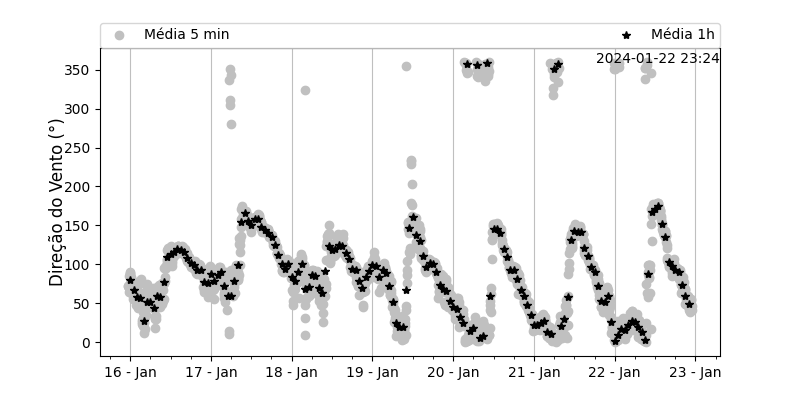 Média 5 min
Média 1h
2024-01-22 23:24
Direção do Vento (°)
350
300
250
200
150
100
50
0
16 - Jan
17 - Jan
18 - Jan
19 - Jan
20 - Jan
21 - Jan
22 - Jan
23 - Jan